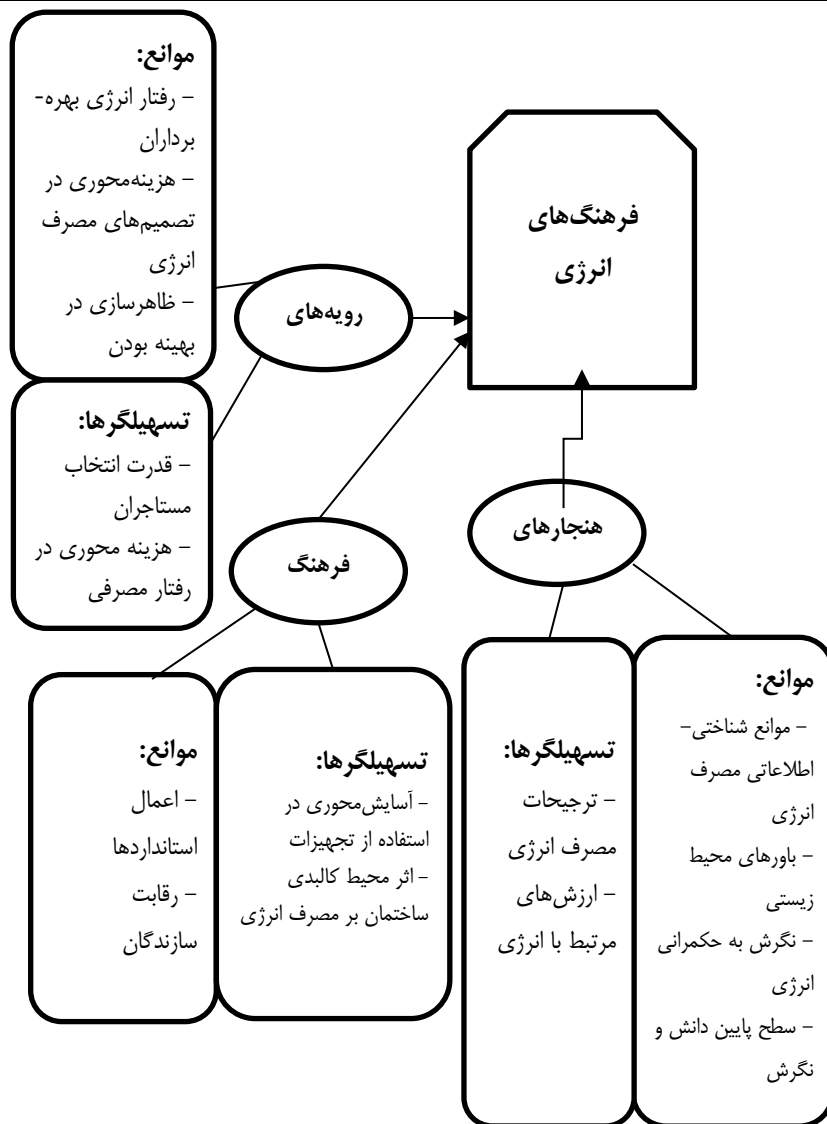 موانع:
– رفتار انرژی بهره-
برداران
– هزینه‌محوری در
تصمیم‌های مصرف
انرژی
– ظاهرسازی در
بهینه بودن
فرهنگ‌های
انرژی
رویه‌های
تسهیلگرها:
– قدرت انتخاب
مستاجران
– هزینه محوری در
رفتار مصرفی
هنجارهای
فرهنگ
موانع:
– موانع شناختی–
اطلاعاتی مصرف
انرژی
– باورهای محیط
زیستی
– نگرش به حکمرانی
انرژی
– سطح پایین دانش و
نگرش
تسهیلگرها:
– ترجیحات
مصرف انرژی
– ارزش‌های
مرتبط با انرژی
تسهیلگرها:
– آسایش‌محوری در
استفاده از تجهیزات
– اثر محیط کالبدی
ساختمان بر مصرف انرژی
موانع:
– اعمال
استانداردها
– رقابت
سازندگان